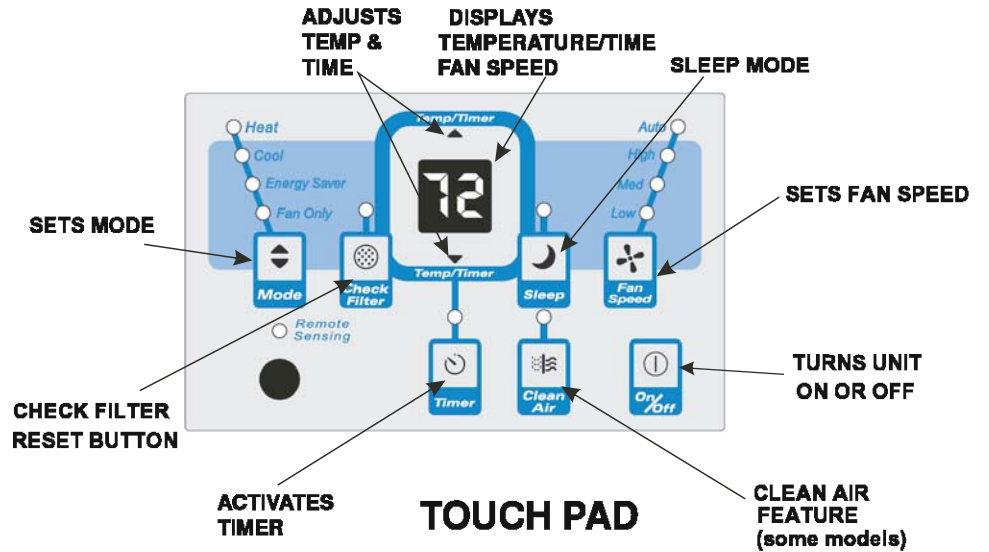 ADJUSTS
TEMP &
TIME
DISPLAYS
TEMPERATURE/TIME
FAN SPEED
SLEEP MODE
Temp/Timer
Heat
Cool
Energy Saver
Fan Only
72
Auto
High
Med
Low
SETS MODE
SETS FAN SPEED
Mode
Check
Filter
Temp/Timer
Sleep
Fan
Speed
Remote
Sensing
Timer
Clean
Air
On/Off
TURNS UNIT
ON OR OFF
CHECK FILTER
RESET BUTTON
ACTIVATES
TIMER
TOUCH PAD
CLEAN AIR
FEATURE
(some models)